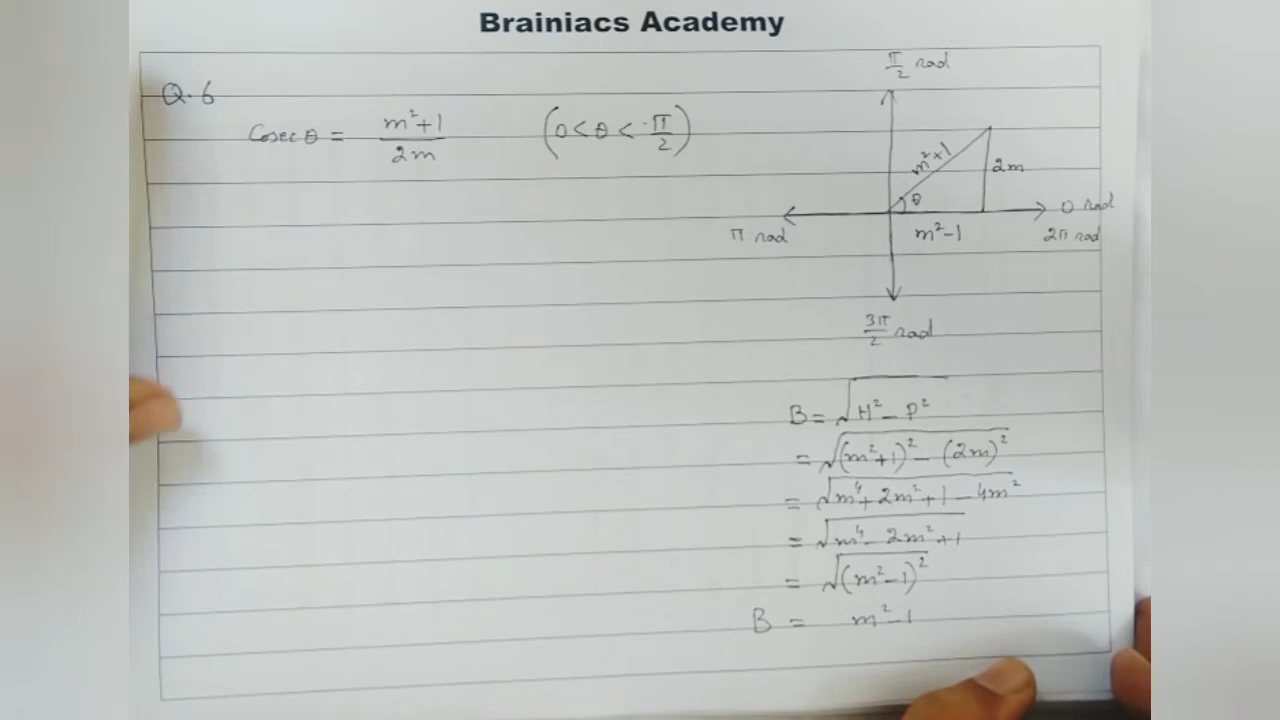 Brainiacs Academy
Q.6
Cosec θ = (m²+1)/(2m) (0 < θ < π/2)
π/2 rad
m²+1
2m
θ
0 rad
π rad
m²-1
2π rad
3π/2 rad
B = √(H² - P²)
= √((m²+1)² - (2m)²)
= √(m⁴ + 2m² + 1 - 4m²)
= √(m⁴ - 2m² + 1)
= √((m²-1)²)
B = m²-1